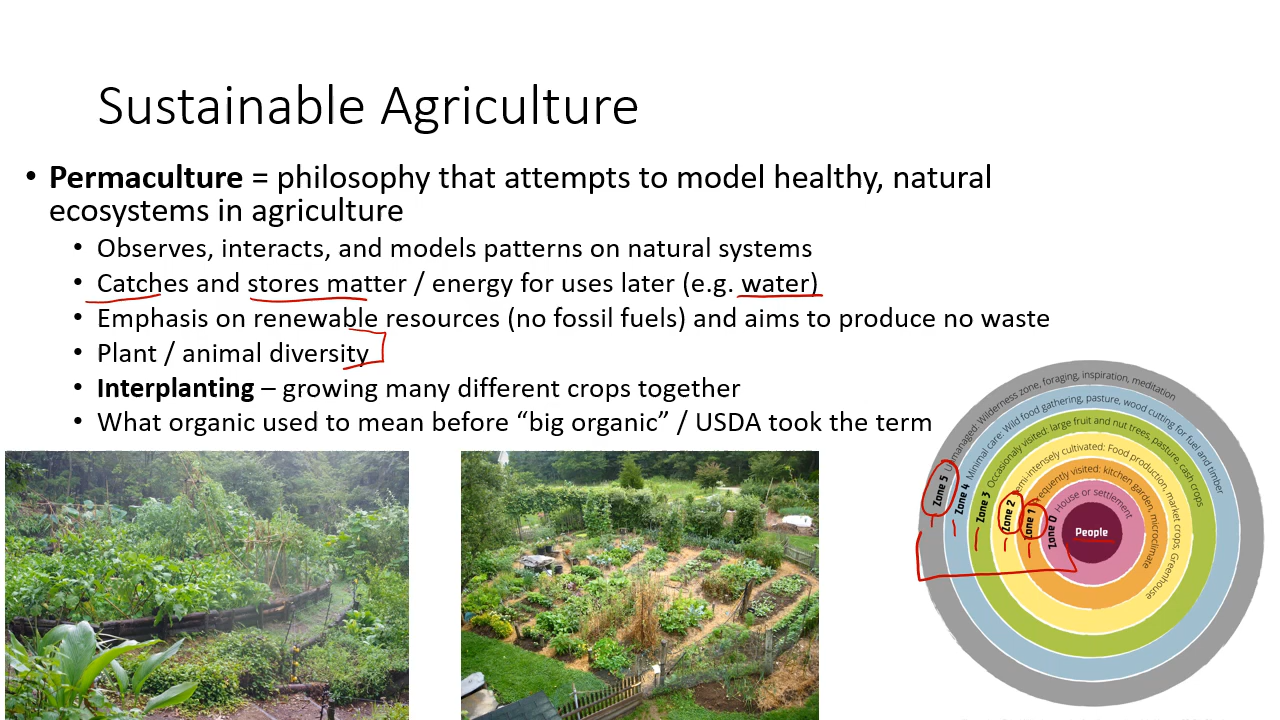 Sustainable Agriculture
• Permaculture = philosophy that attempts to model healthy, natural
ecosystems in agriculture
• Observes, interacts, and models patterns on natural systems
• Catches and stores matter / energy for uses later (e.g. water)
• Emphasis on renewable resources (no fossil fuels) and aims to produce no waste
• Plant / animal diversity
• Interplanting – growing many different crops together
• What organic used to mean before “big organic” / USDA took the term
Zone 5 Unmanaged: Wilderness zone, foraging, inspiration, meditation
Zone 4 Minimal care: Wild food gathering, pasture, wood cutting for fuel and timber
Zone 3 Occasionaly visited: large fruit and nut trees, pasture, cash crops
Zone 2 Semi-intensely cultivated: Food production, market crops, Greenhouse
Zone 1 Frequently visited: kitchen garden, microclimate
Zone 0 House or settlement
People